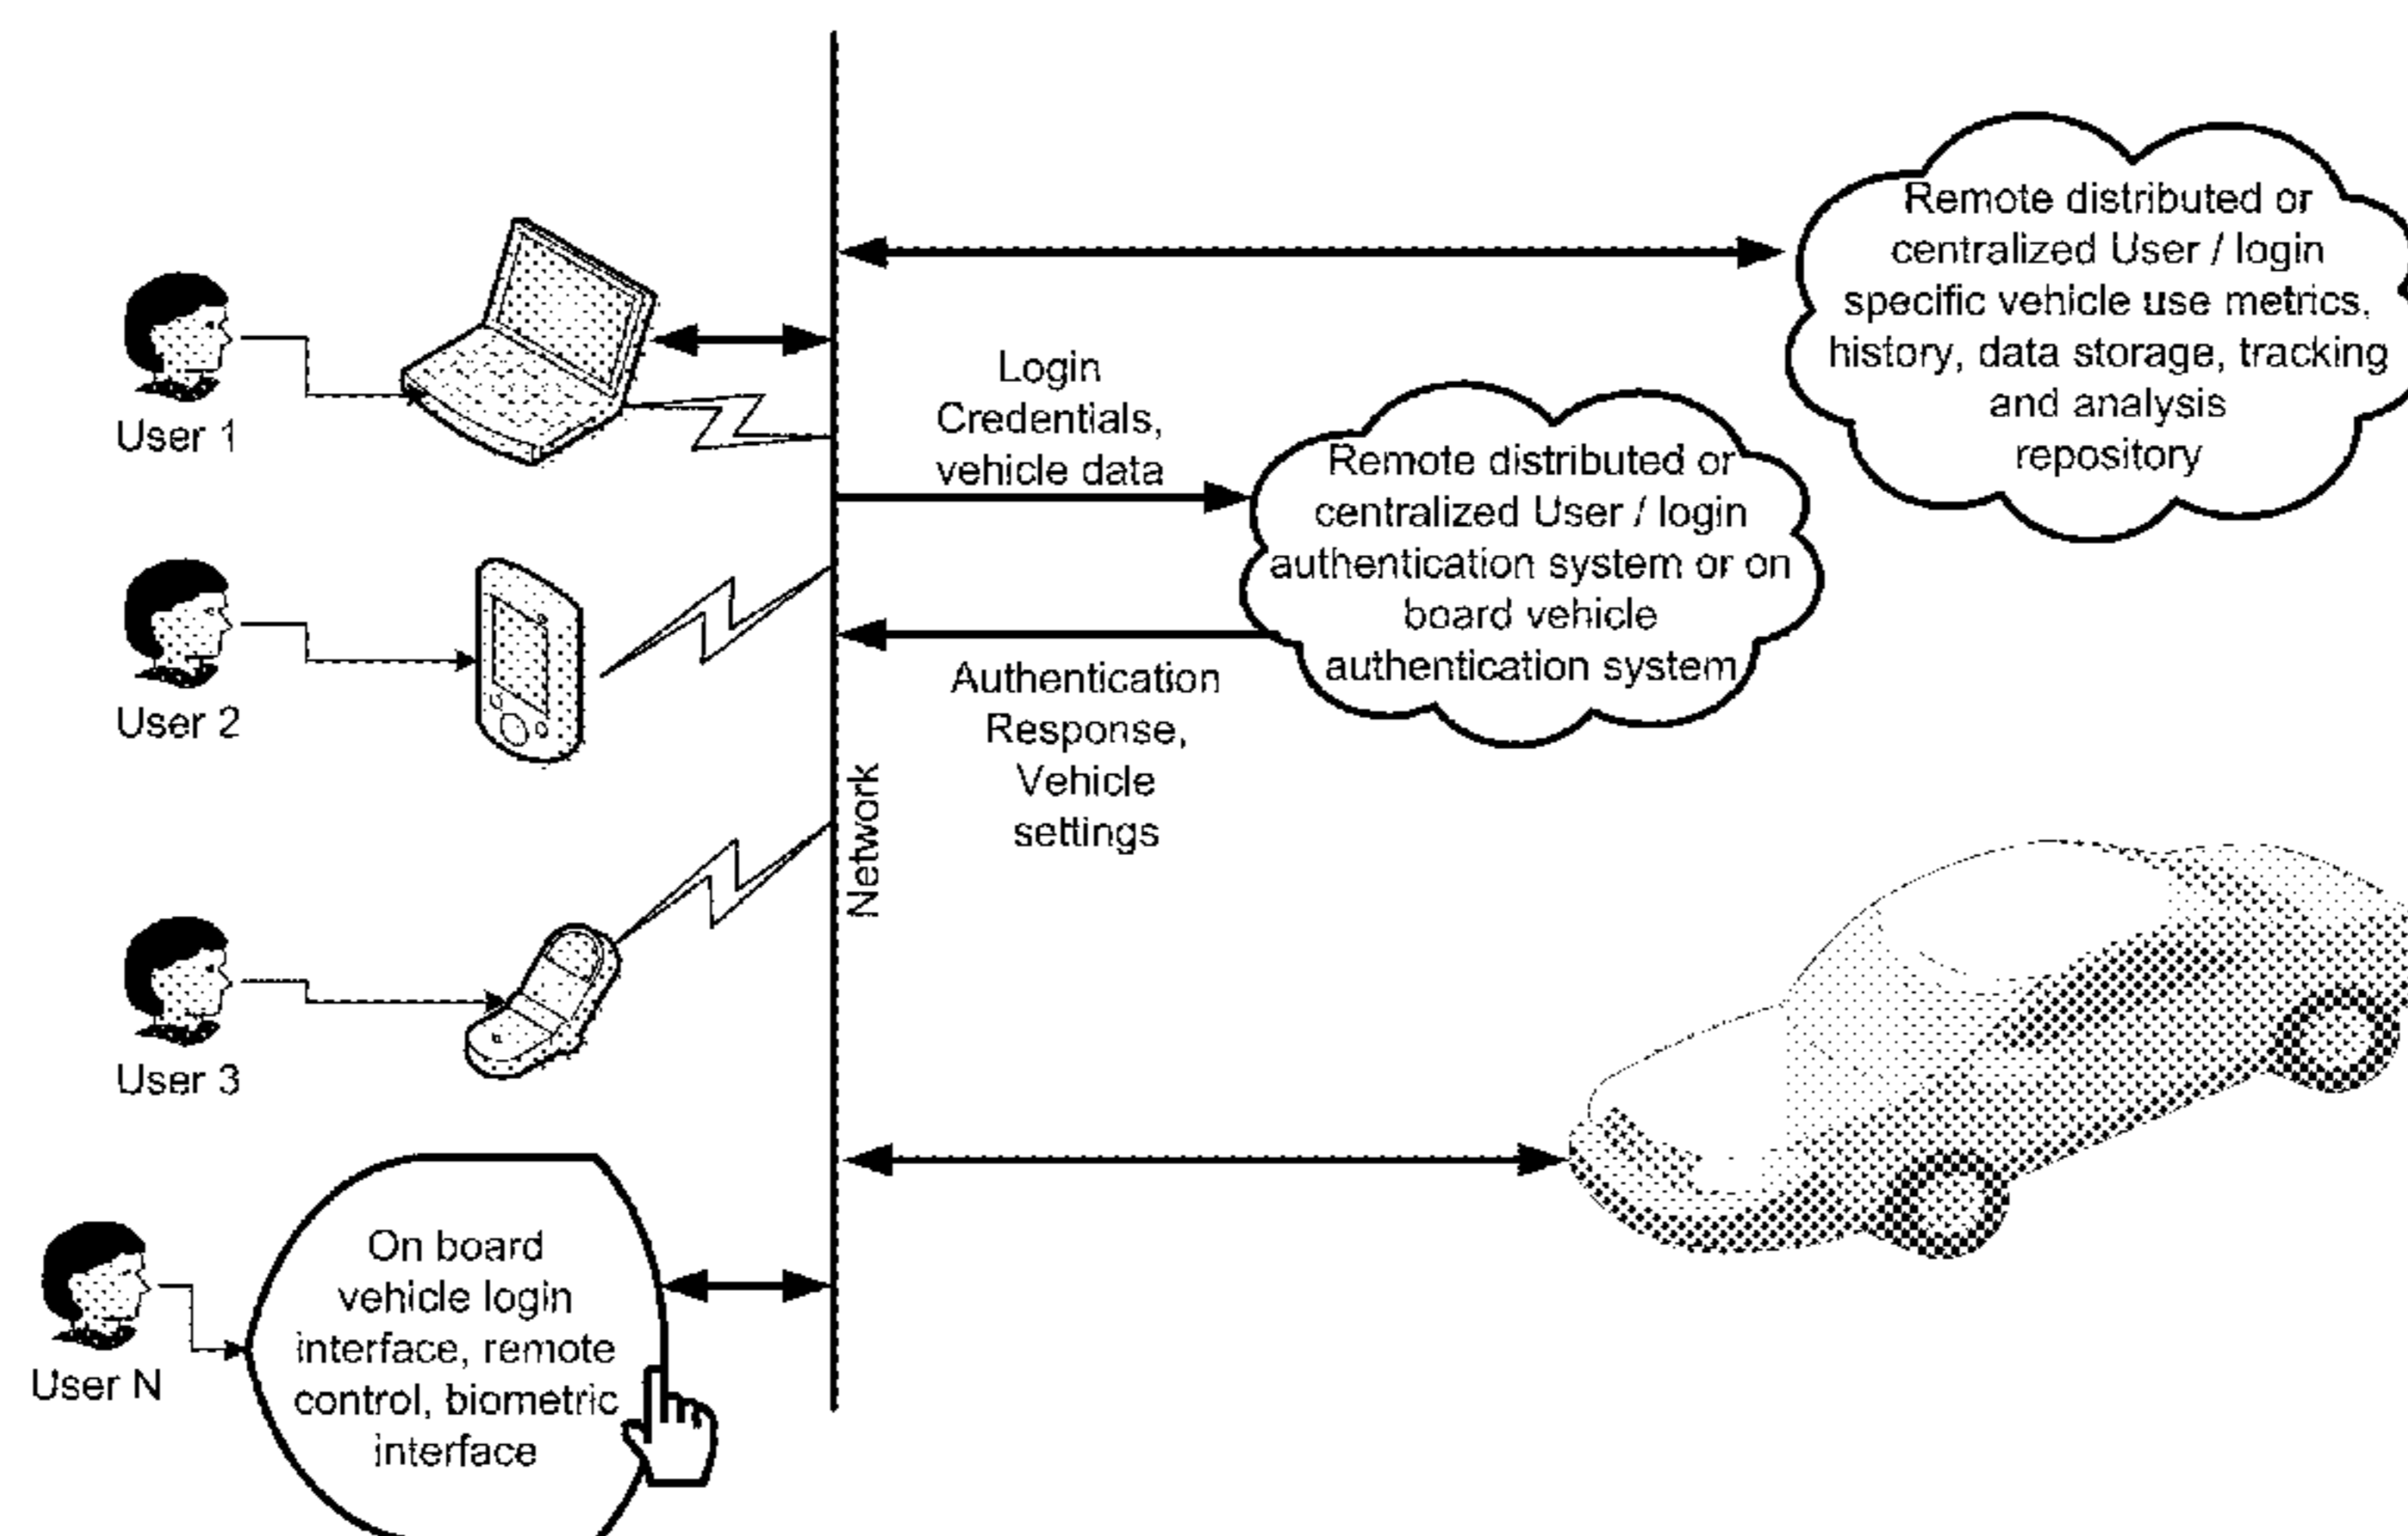 Remote distributed or
centralized User / login
specific vehicle use metrics,
history, data storage, tracking
and analysis
repository
Login
Credentials,
vehicle data
User 1
Remote distributed or
centralized User / login
authentication system or on
board vehicle
authentication system
User 2
Authentication
Response,
Vehicle
settings
Network
User 3
On board
vehicle login
interface, remote
control, biometric
interface
User N